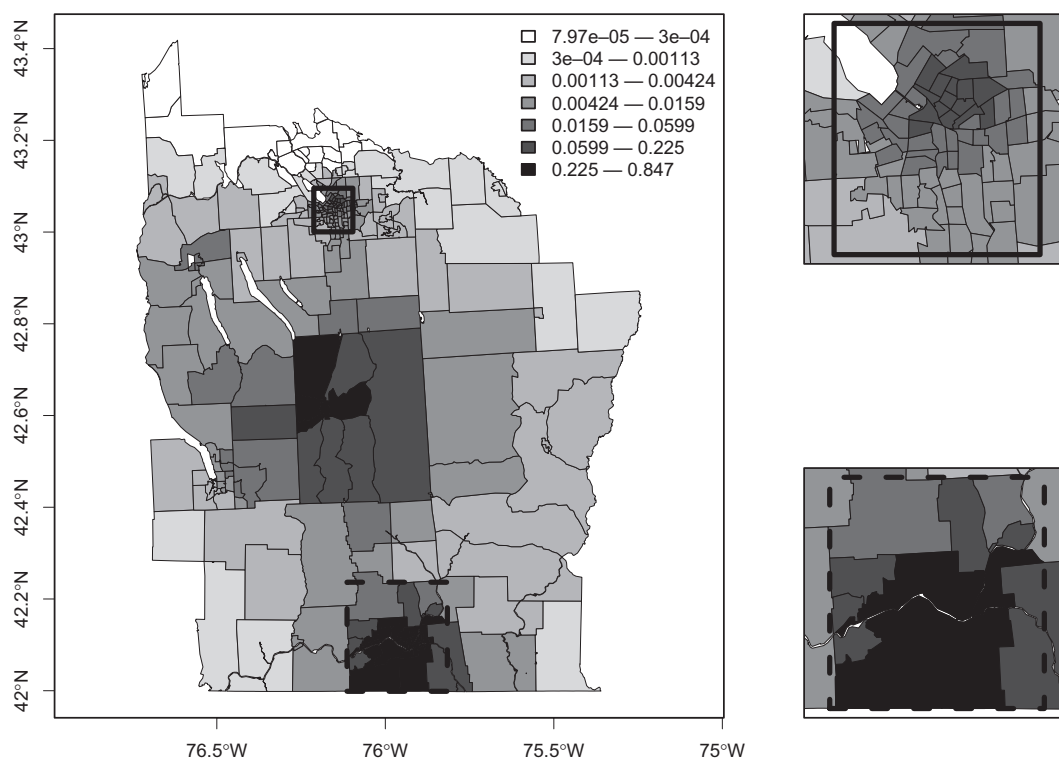 7.97e–05 — 3e–04
3e–04 — 0.00113
0.00113 — 0.00424
0.00424 — 0.0159
0.0159 — 0.0599
0.0599 — 0.225
0.225 — 0.847
43.4°N
43.2°N
43°N
42.8°N
42.6°N
42.4°N
42.2°N
42°N
76.5°W
76°W
75.5°W
75°W